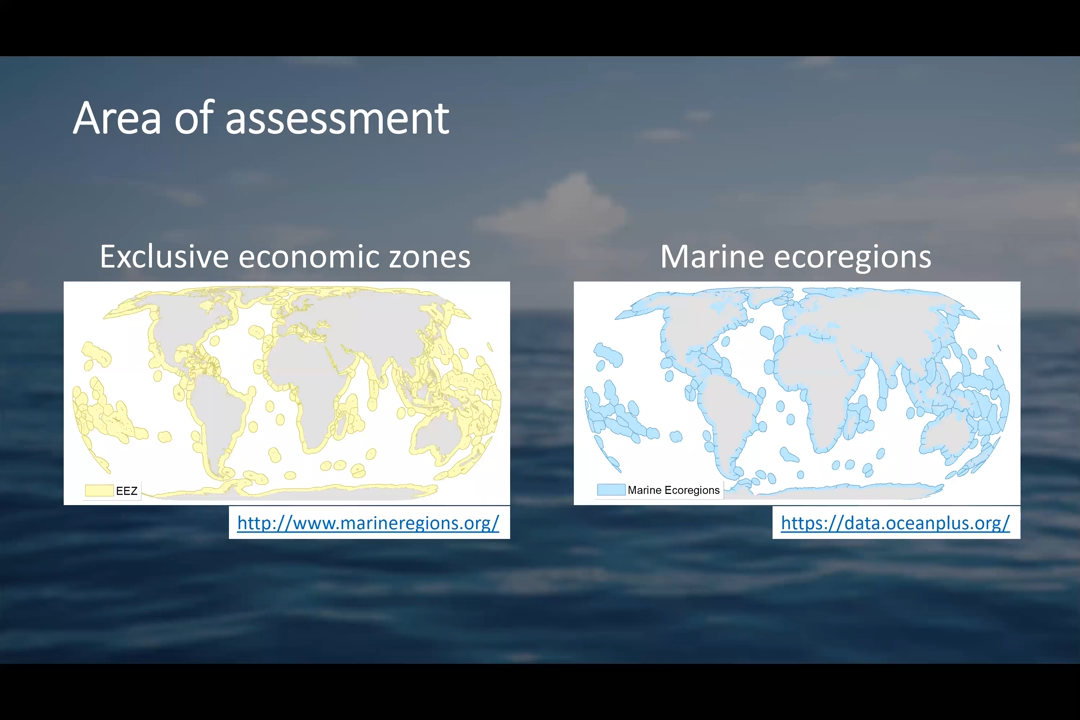 Area of assessment
Exclusive economic zones
Marine ecoregions
EEZ
Marine Ecoregions
http://www.marineregions.org/
https://data.oceanplus.org/